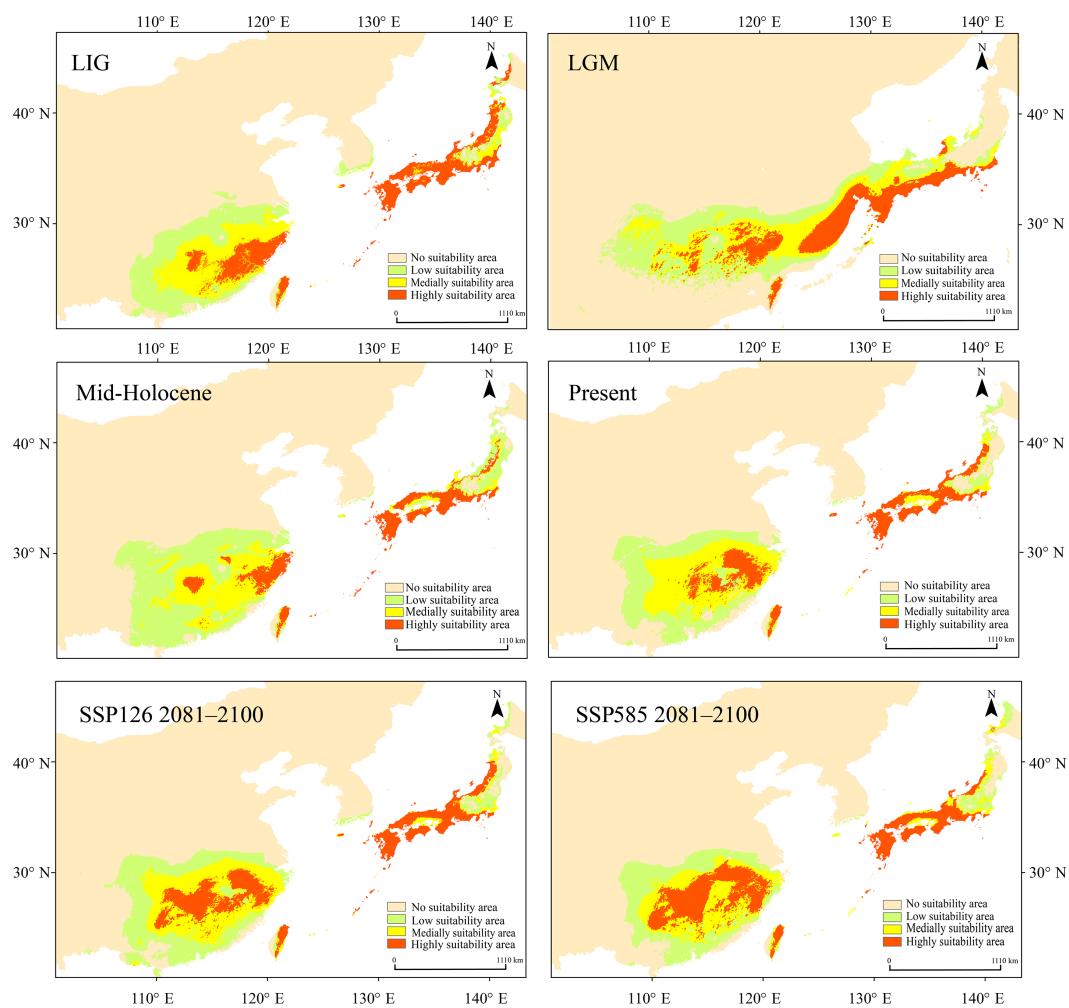 110° E 120° E 130° E 140° E 110° E 120° E 130° E 140° E
LIG
N
40° N
30° N
No suitability area
Low suitability area
Medially suitability area
Highly suitability area
0 1110 km
LGM
N
40° N
30° N
No suitability area
Low suitability area
Medially suitability area
Highly suitability area
0 1110 km
110° E 120° E 130° E 140° E 110° E 120° E 130° E 140° E
Mid-Holocene
N
40° N
30° N
No suitability area
Low suitability area
Medially suitability area
Highly suitability area
0 1110 km
Present
N
40° N
30° N
No suitability area
Low suitability area
Medially suitability area
Highly suitability area
0 1110 km
SSP126 2081–2100
N
40° N
30° N
No suitability area
Low suitability area
Medially suitability area
Highly suitability area
0 1110 km
SSP585 2081–2100
N
40° N
30° N
No suitability area
Low suitability area
Medially suitability area
Highly suitability area
0 1110 km
110° E 120° E 130° E 140° E 110° E 120° E 130° E 140° E